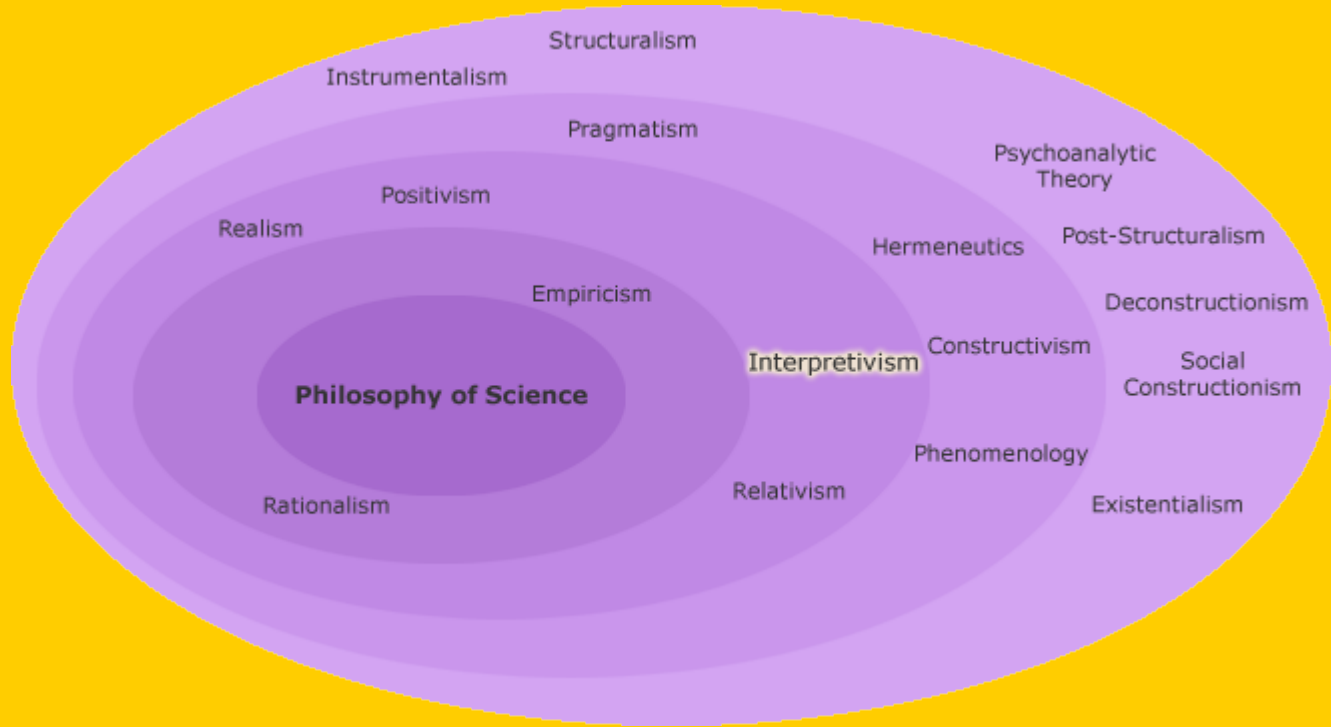 Structuralism
Instrumentalism
Pragmatism
Psychoanalytic
Theory
Positivism
Realism
Post-Structuralism
Hermeneutics
Empiricism
Deconstructionism
Constructivism
Interpretivism
Social
Constructionism
Philosophy of Science
Phenomenology
Relativism
Rationalism
Existentialism